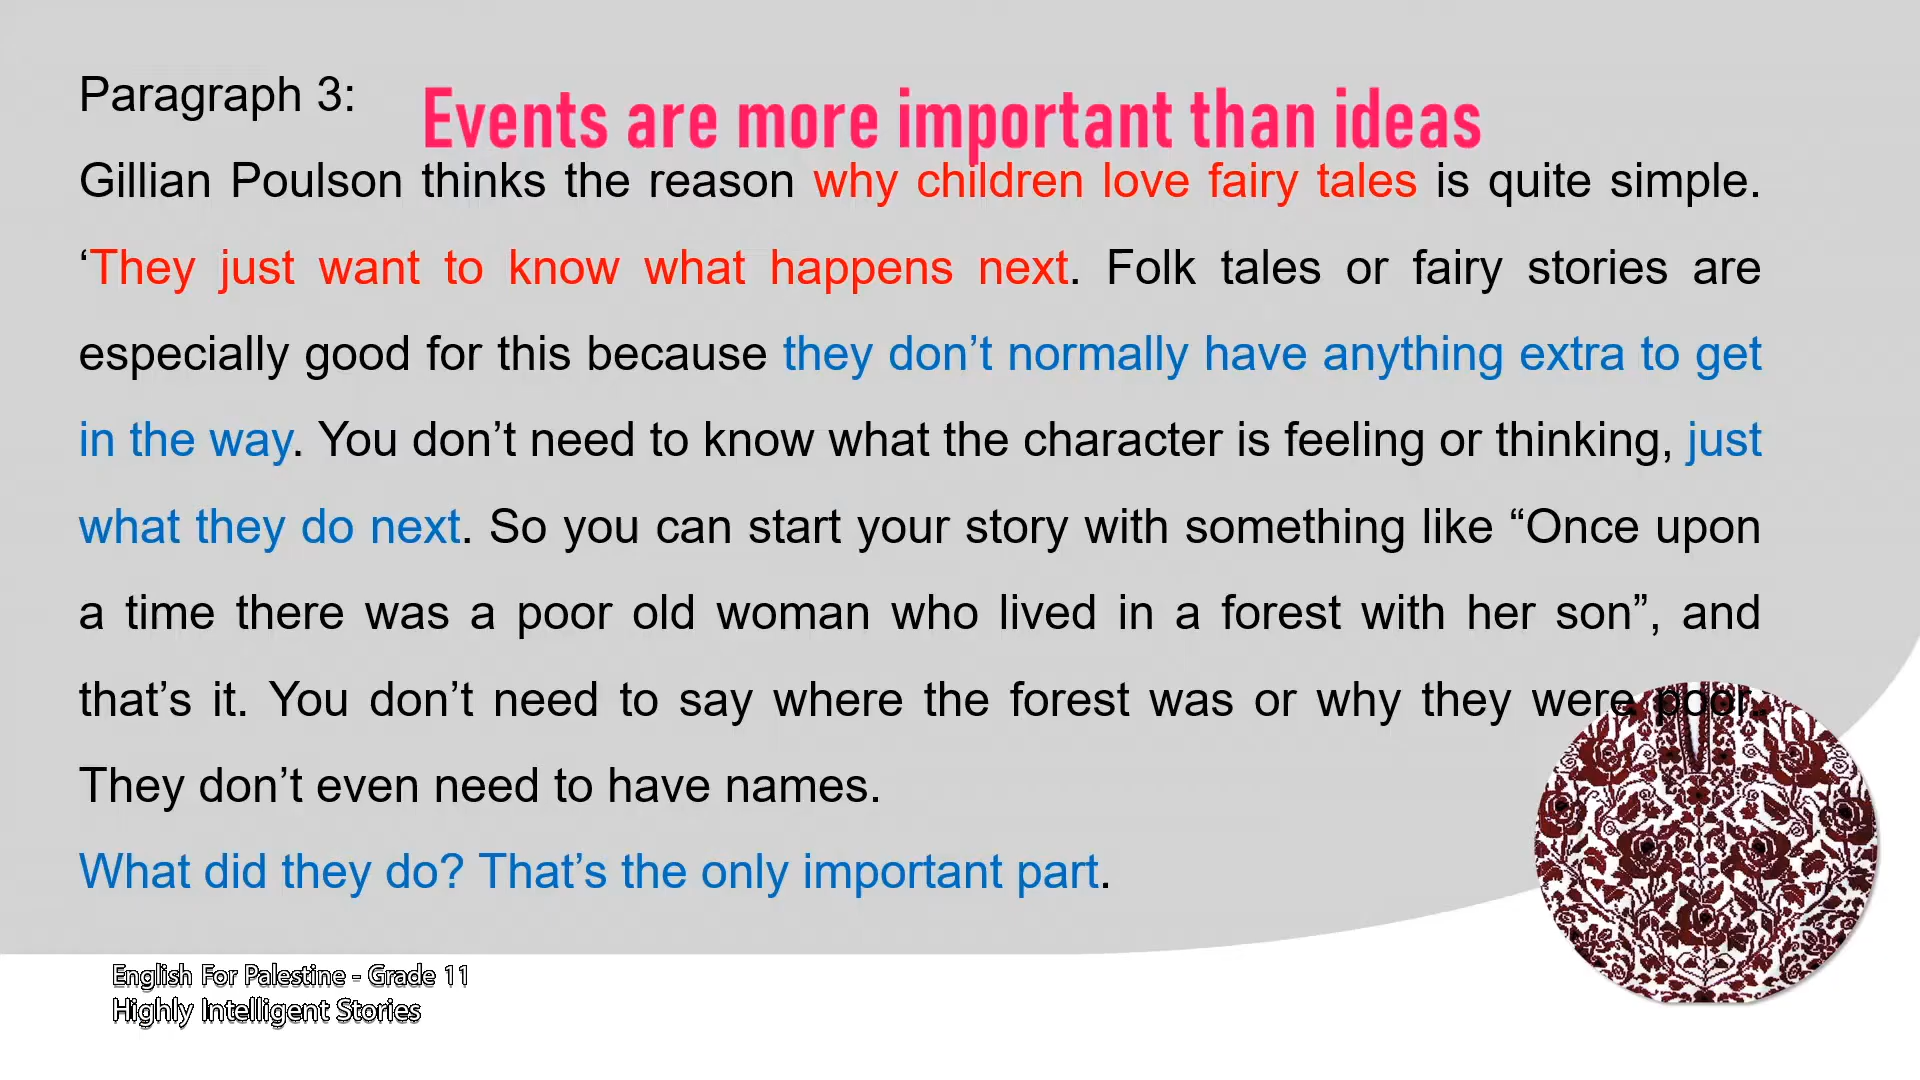 Paragraph 3:
Events are more important than ideas
Gillian Poulson thinks the reason why children love fairy tales is quite simple.
‘They just want to know what happens next. Folk tales or fairy stories are
especially good for this because they don’t normally have anything extra to get
in the way. You don’t need to know what the character is feeling or thinking, just
what they do next. So you can start your story with something like “Once upon
a time there was a poor old woman who lived in a forest with her son”, and
that’s it. You don’t need to say where the forest was or why they were poor.
They don’t even need to have names.
What did they do? That’s the only important part.
English For Palestine - Grade 11
Highly Intelligent Stories